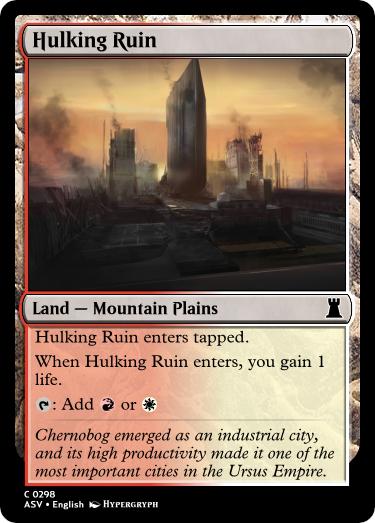 Hulking Ruin
Land — Mountain Plains
Hulking Ruin enters tapped.
When Hulking Ruin enters, you gain 1
life.
: Add or
Chernobog emerged as an industrial city,
and its high productivity made it one of the
most important cities in the Ursus Empire.
C 0298
ASV • English HYPERGRYPH